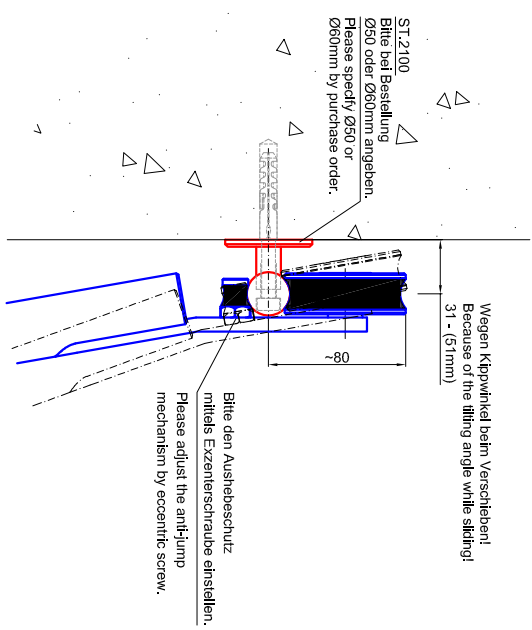 ST.2100
Bitte bei Bestellung
Ø50 oder Ø60mm angeben.
Please specify Ø50 or
Ø60mm by purchase order.
Wegen Kippwinkel beim Verschieben!
Because of the tilting angle while sliding!
31 - (51mm)
~80
Bitte den Aushebeschutz
mittels Exzenterschraube einstellen.
Please adjust the anti-jump
mechanism by eccentric screw.